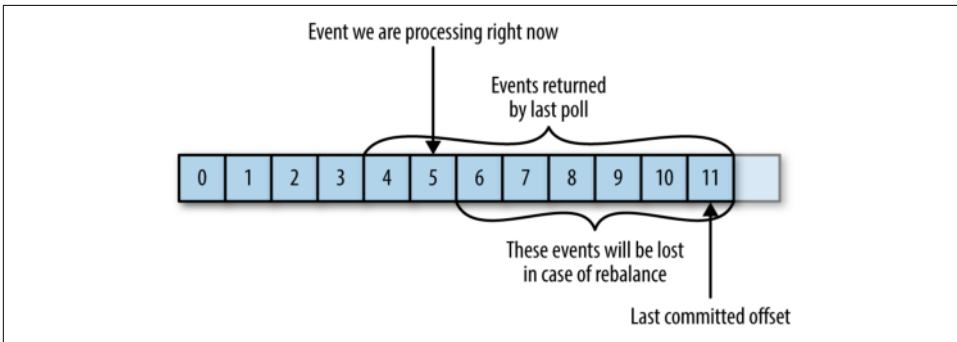 Event we are processing right now
Events returned
by last poll
0 1 2 3 4 5 6 7 8 9 10 11
These events will be lost
in case of rebalance
Last committed offset